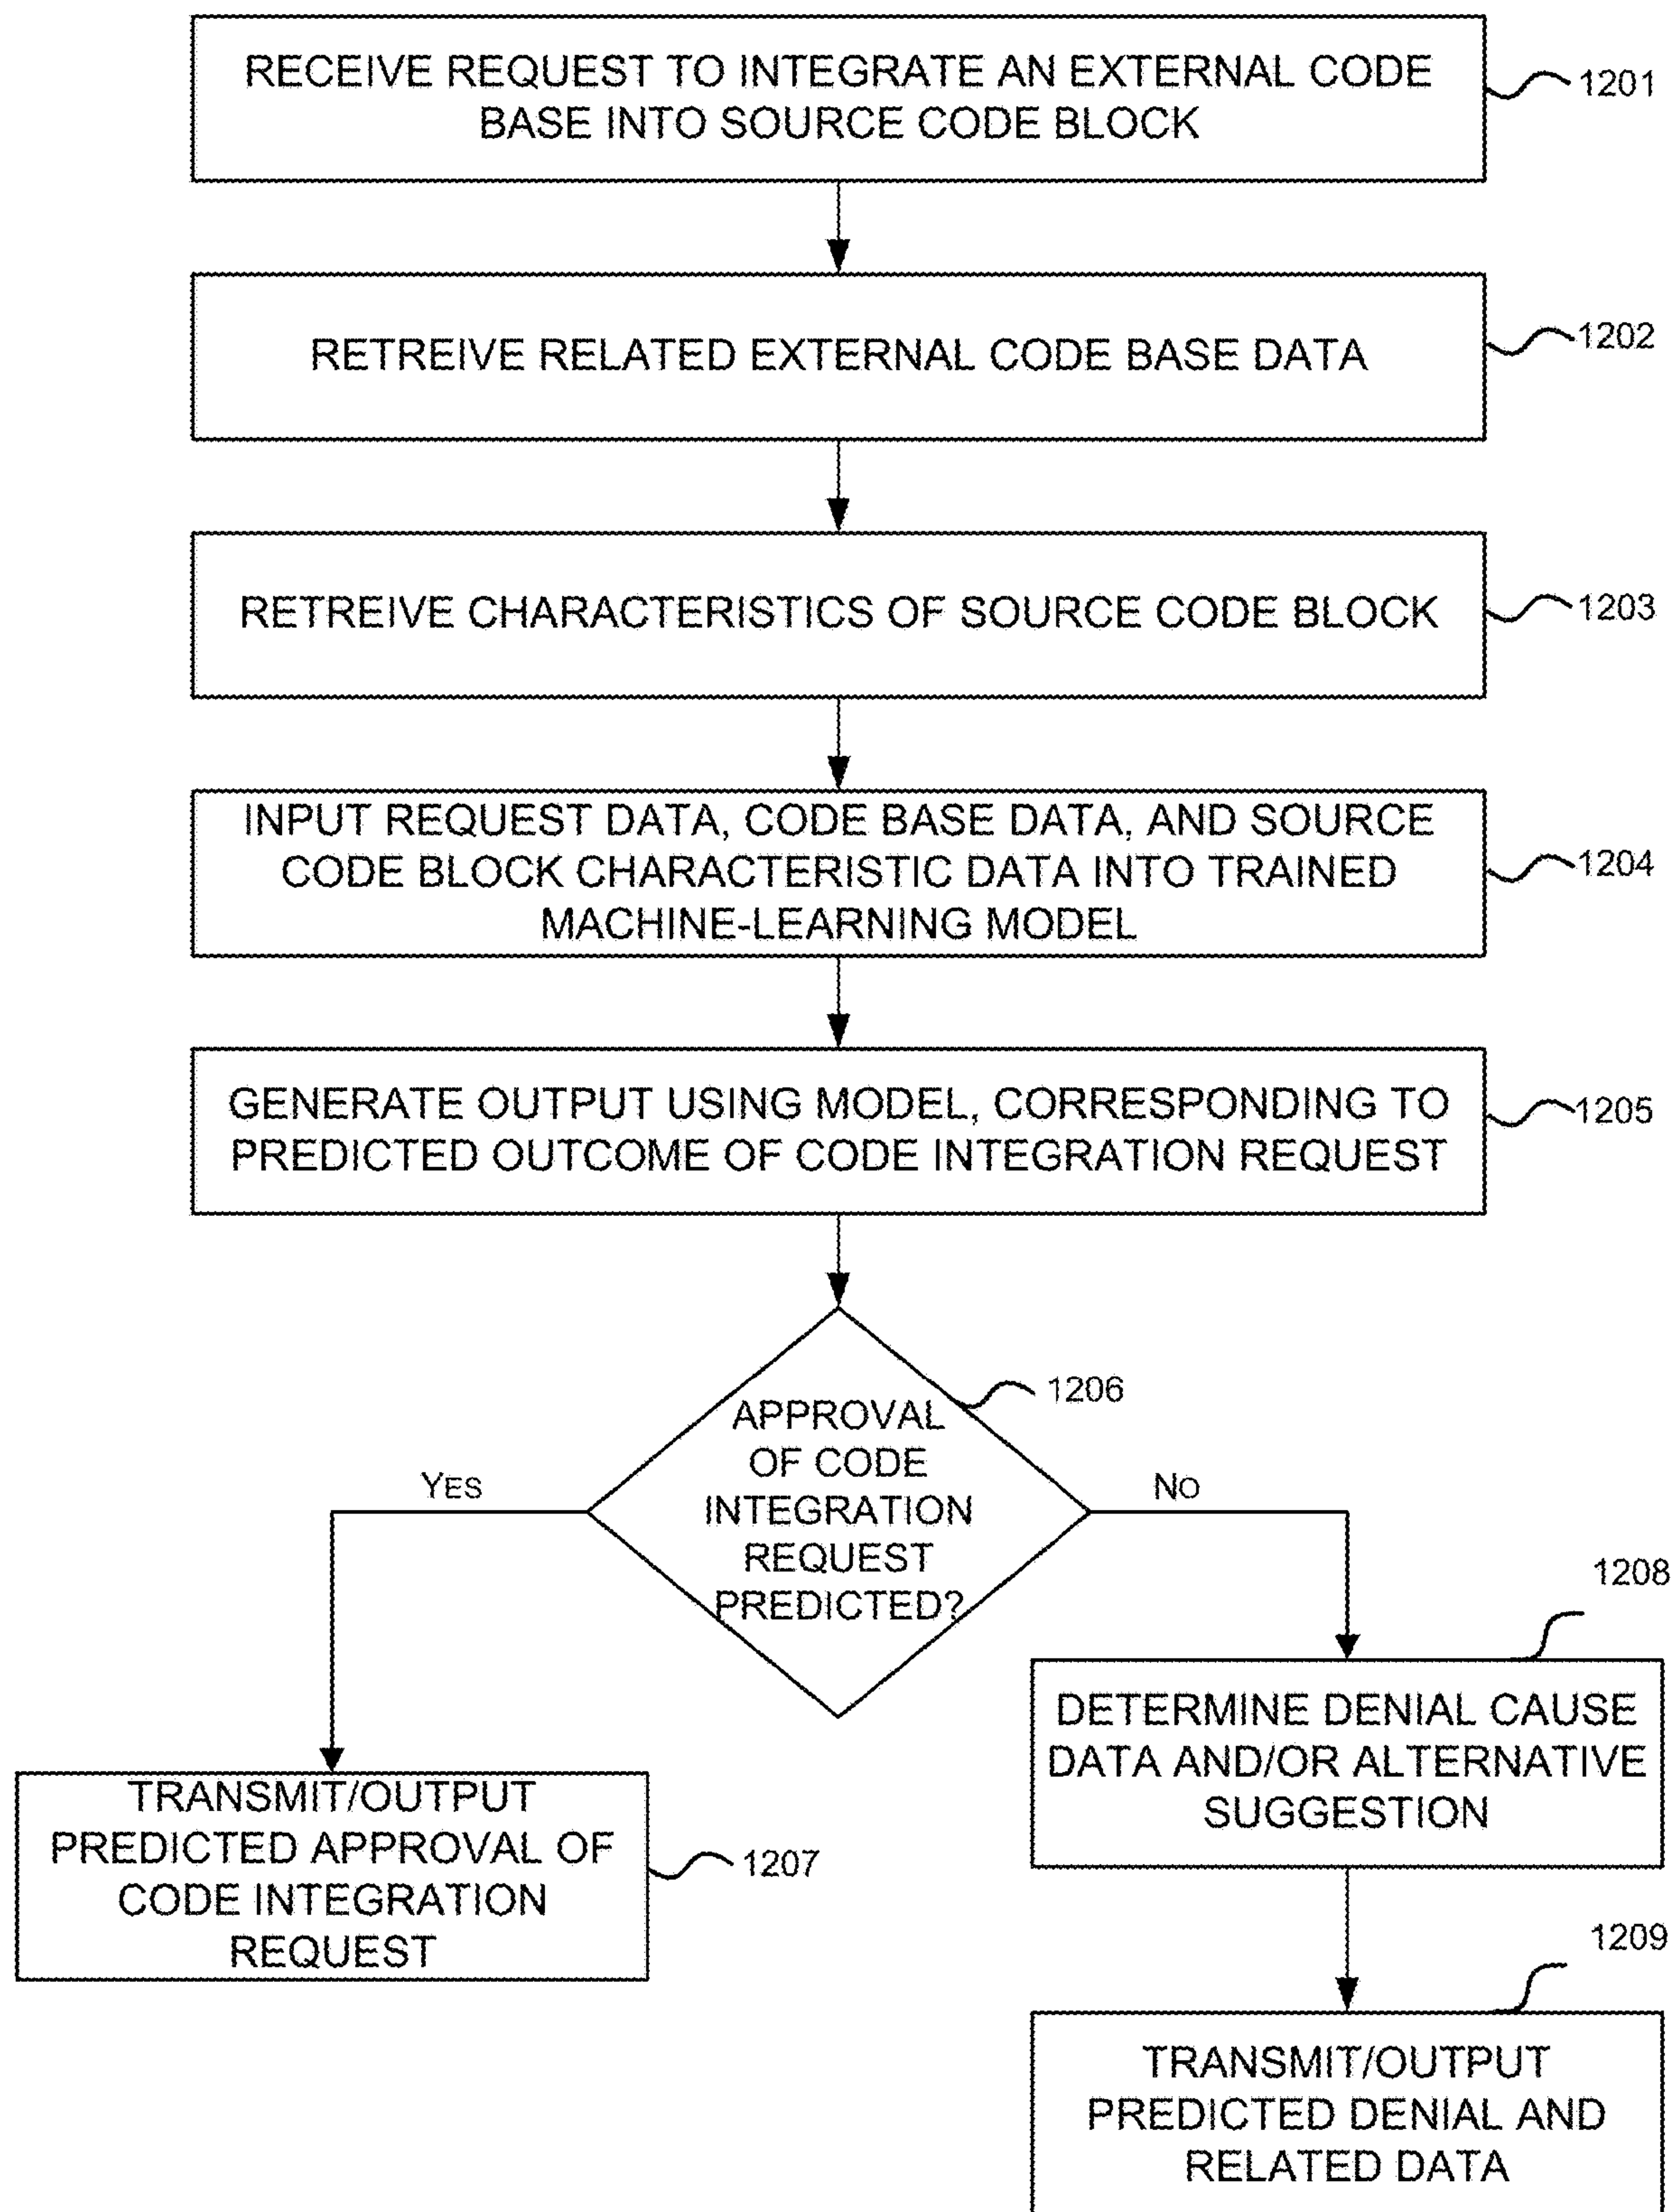 RECEIVE REQUEST TO INTEGRATE AN EXTERNAL CODE
BASE INTO SOURCE CODE BLOCK
1201
RETREIVE RELATED EXTERNAL CODE BASE DATA
1202
RETREIVE CHARACTERISTICS OF SOURCE CODE BLOCK
1203
INPUT REQUEST DATA, CODE BASE DATA, AND SOURCE
CODE BLOCK CHARACTERISTIC DATA INTO TRAINED
MACHINE-LEARNING MODEL
1204
GENERATE OUTPUT USING MODEL, CORRESPONDING TO
PREDICTED OUTCOME OF CODE INTEGRATION REQUEST
1205
APPROVAL
OF CODE
INTEGRATION
REQUEST
PREDICTED?
1206
YES
NO
TRANSMIT/OUTPUT
PREDICTED APPROVAL OF
CODE INTEGRATION
REQUEST
1207
1208
DETERMINE DENIAL CAUSE
DATA AND/OR ALTERNATIVE
SUGGESTION
1209
TRANSMIT/OUTPUT
PREDICTED DENIAL AND
RELATED DATA